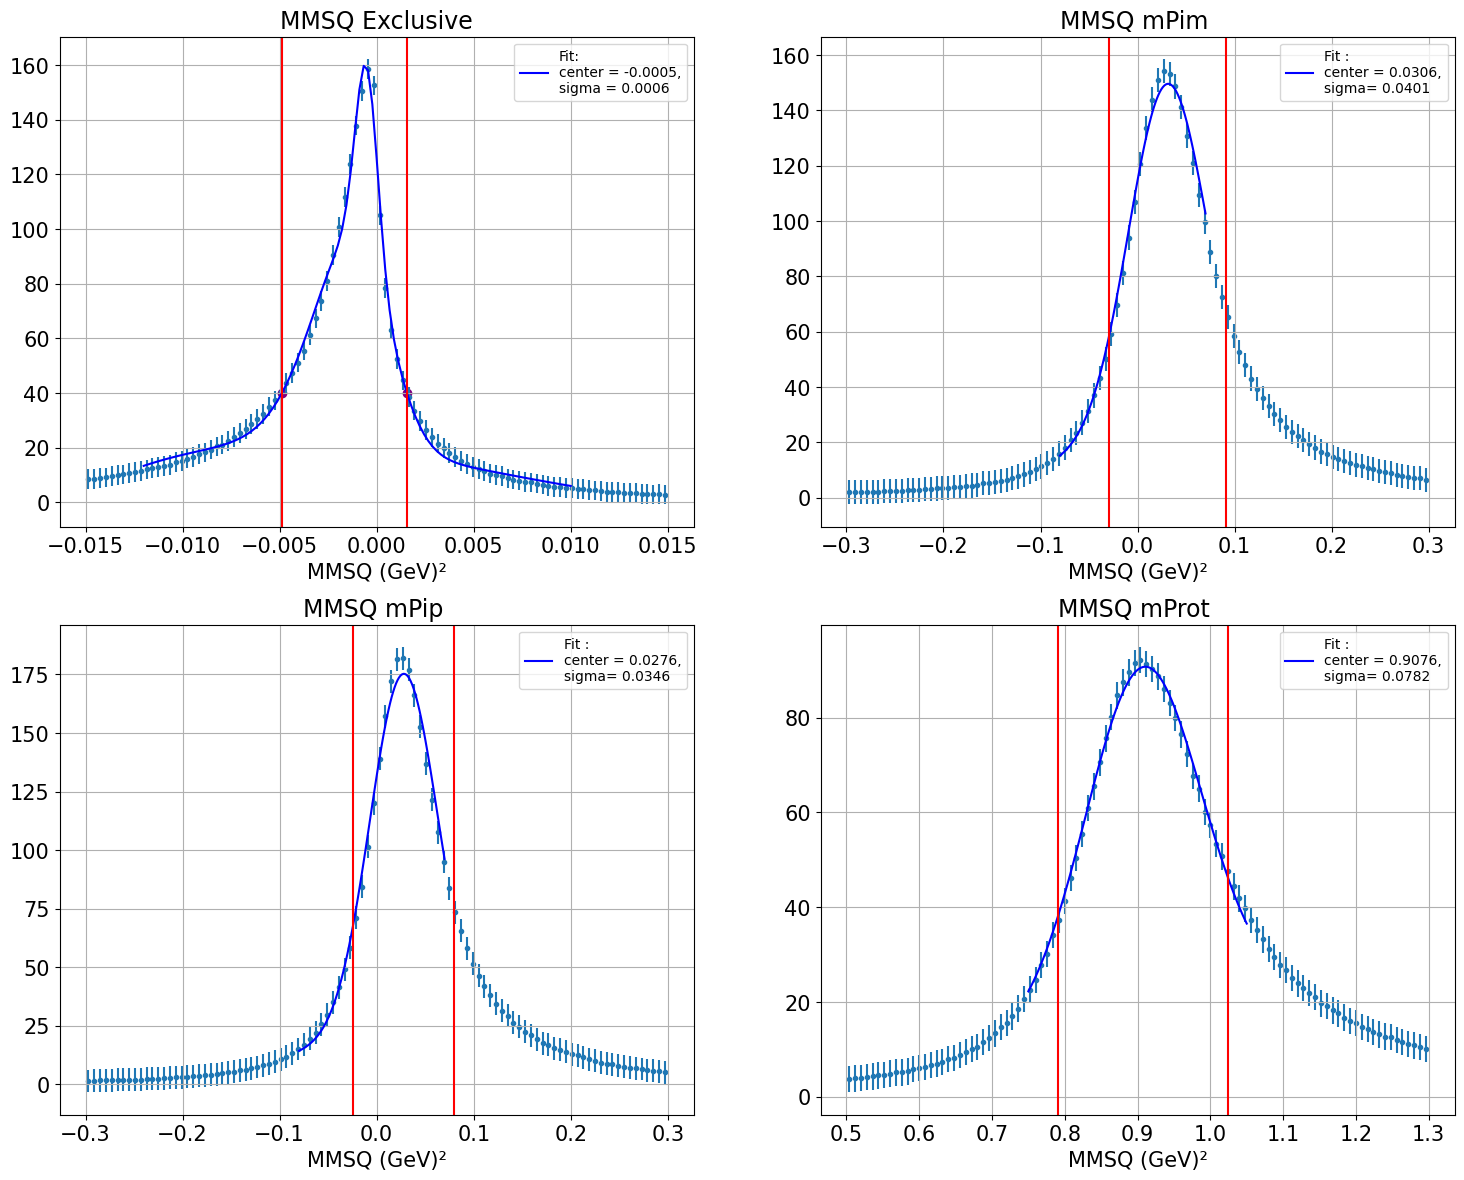 MMSQ Exclusive
Fit:
center = -0.0005,
sigma = 0.0006
160
140
120
100
80
60
40
20
0
−0.015 −0.010 −0.005 0.000 0.005 0.010 0.015
MMSQ (GeV)²
MMSQ mPim
Fit :
center = 0.0306,
sigma= 0.0401
160
140
120
100
80
60
40
20
0
−0.3 −0.2 −0.1 0.0 0.1 0.2 0.3
MMSQ (GeV)²
MMSQ mPip
Fit :
center = 0.0276,
sigma= 0.0346
175
150
125
100
75
50
25
0
−0.3 −0.2 −0.1 0.0 0.1 0.2 0.3
MMSQ (GeV)²
MMSQ mProt
Fit :
center = 0.9076,
sigma= 0.0782
80
60
40
20
0
0.5 0.6 0.7 0.8 0.9 1.0 1.1 1.2 1.3
MMSQ (GeV)²